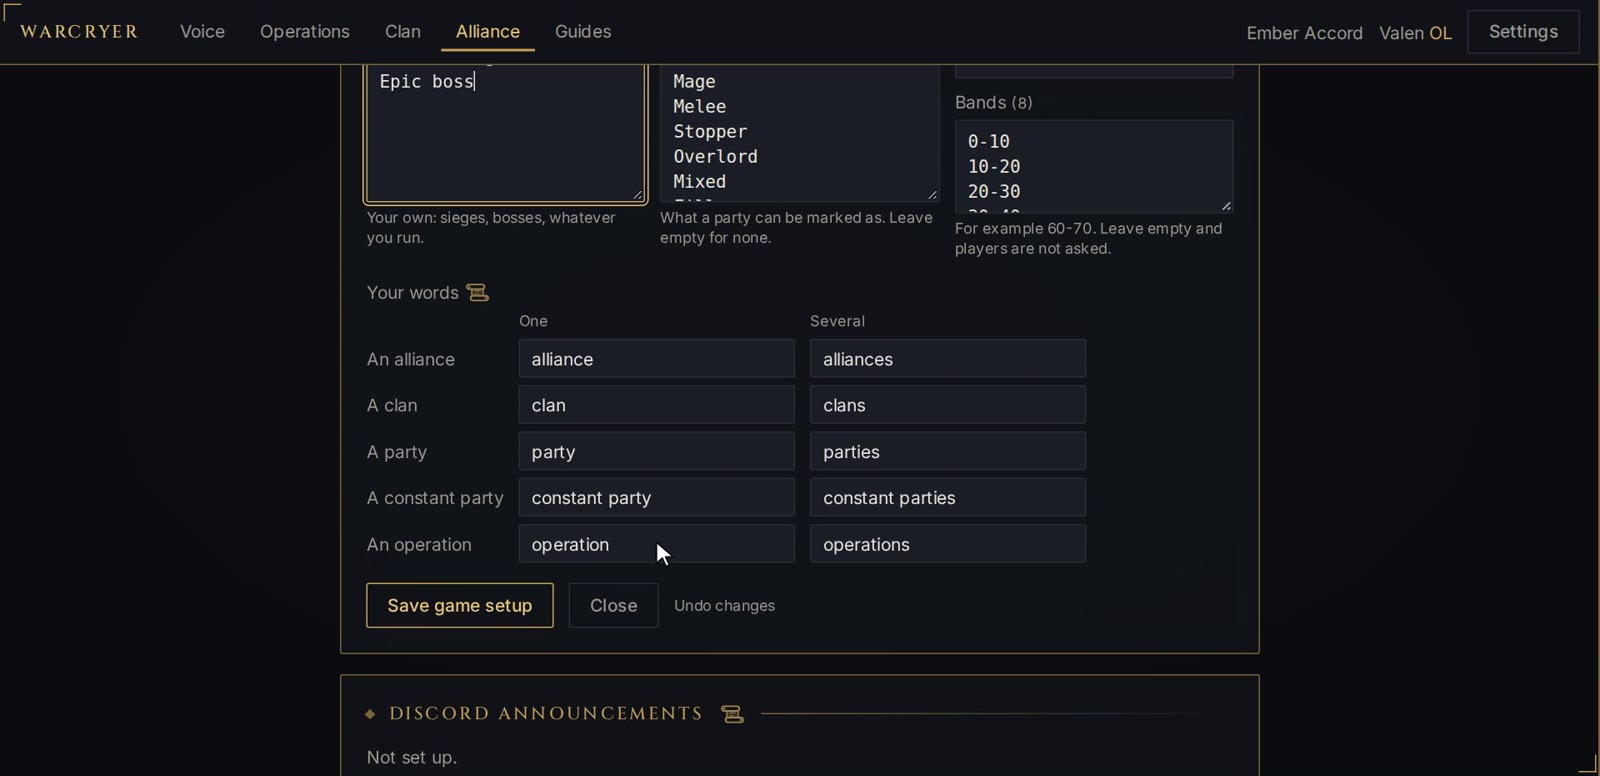 WARCRYER Voice Operations Clan Alliance Guides Ember Accord Valen OL Settings
Epic boss
Mage
Melee
Stopper
Overlord
Mixed
Bands (8)
0-10
10-20
20-30
Your own: sieges, bosses, whatever
you run.
What a party can be marked as. Leave
empty for none.
For example 60-70. Leave empty and
players are not asked.
Your words
One Several
An alliance alliance alliances
A clan clan clans
A party party parties
A constant party constant party constant parties
An operation operation operations
Save game setup Close Undo changes
DISCORD ANNOUNCEMENTS
Not set up.